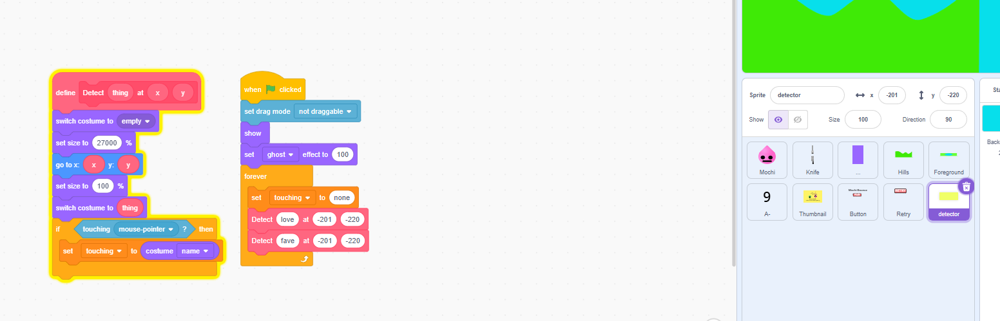 define Detect thing at x y
switch costume to empty
set size to 27000 %
go to x: x y: y
set size to 100 %
switch costume to thing
if touching mouse-pointer ? then
set touching to costume name
when clicked
set drag mode not draggable
show
set ghost effect to 100
forever
set touching to none
Detect love at -201 -220
Detect fave at -201 -220
Sprite detector x -201 y -220
Show Size 100 Direction 90
Mochi Knife ... Hills Foreground
9
Mochi Bounce
A- Thumbnail Button Retry detector
Sta
Back
2